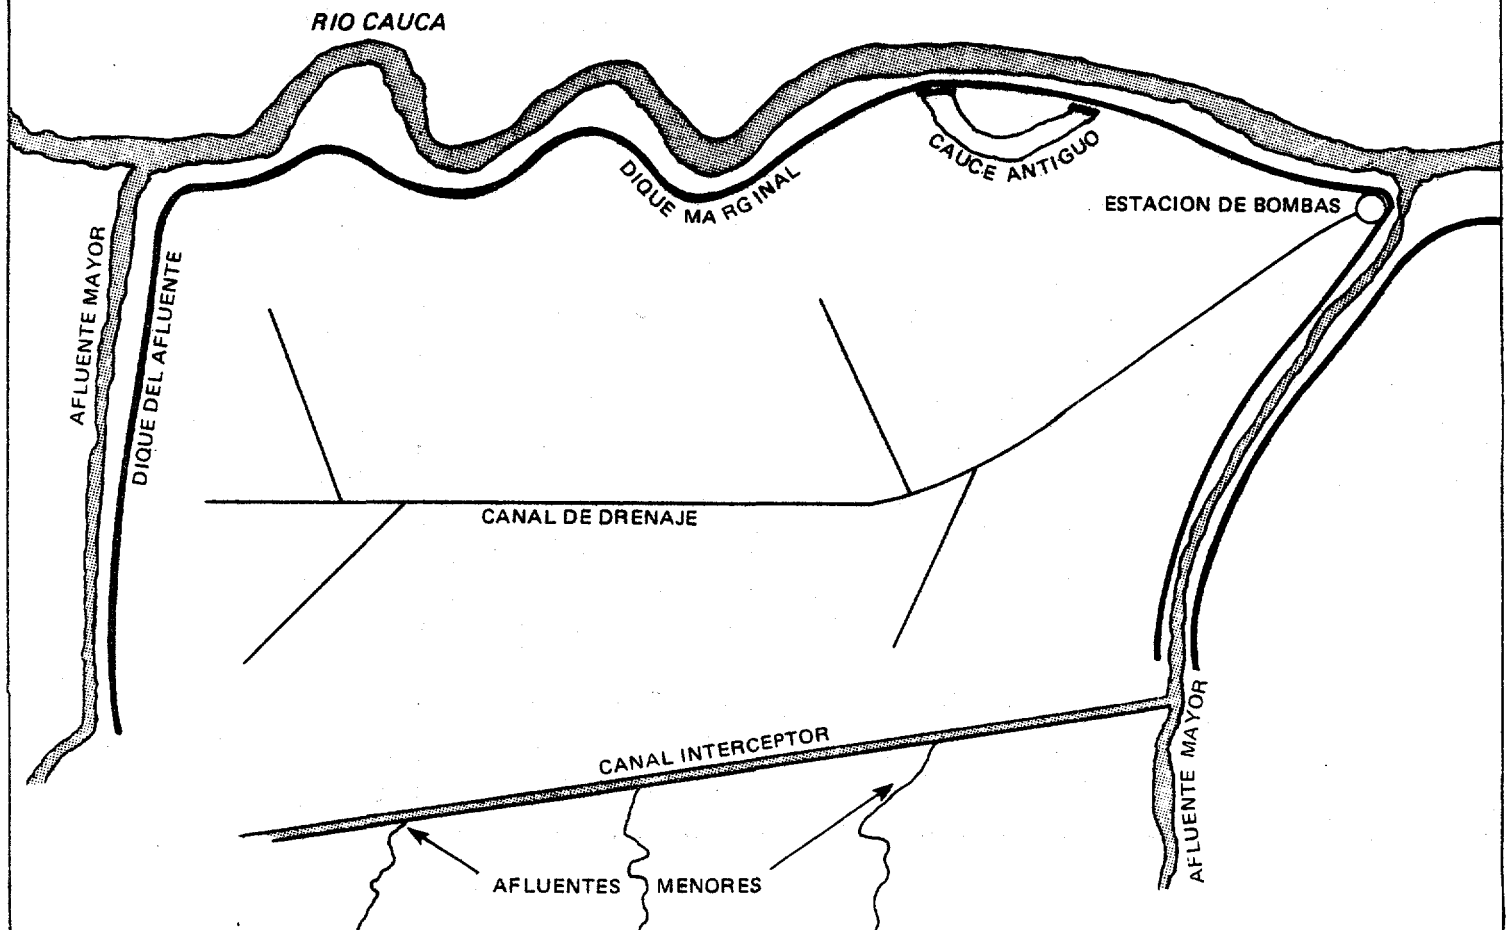 RIO CAUCA
CAUCE ANTIGUO
DIQUE MARGINAL
ESTACION DE BOMBAS
AFLUENTE MAYOR
DIQUE DEL AFLUENTE
CANAL DE DRENAJE
CANAL INTERCEPTOR
AFLUENTE MAYOR
AFLUENTES MENORES